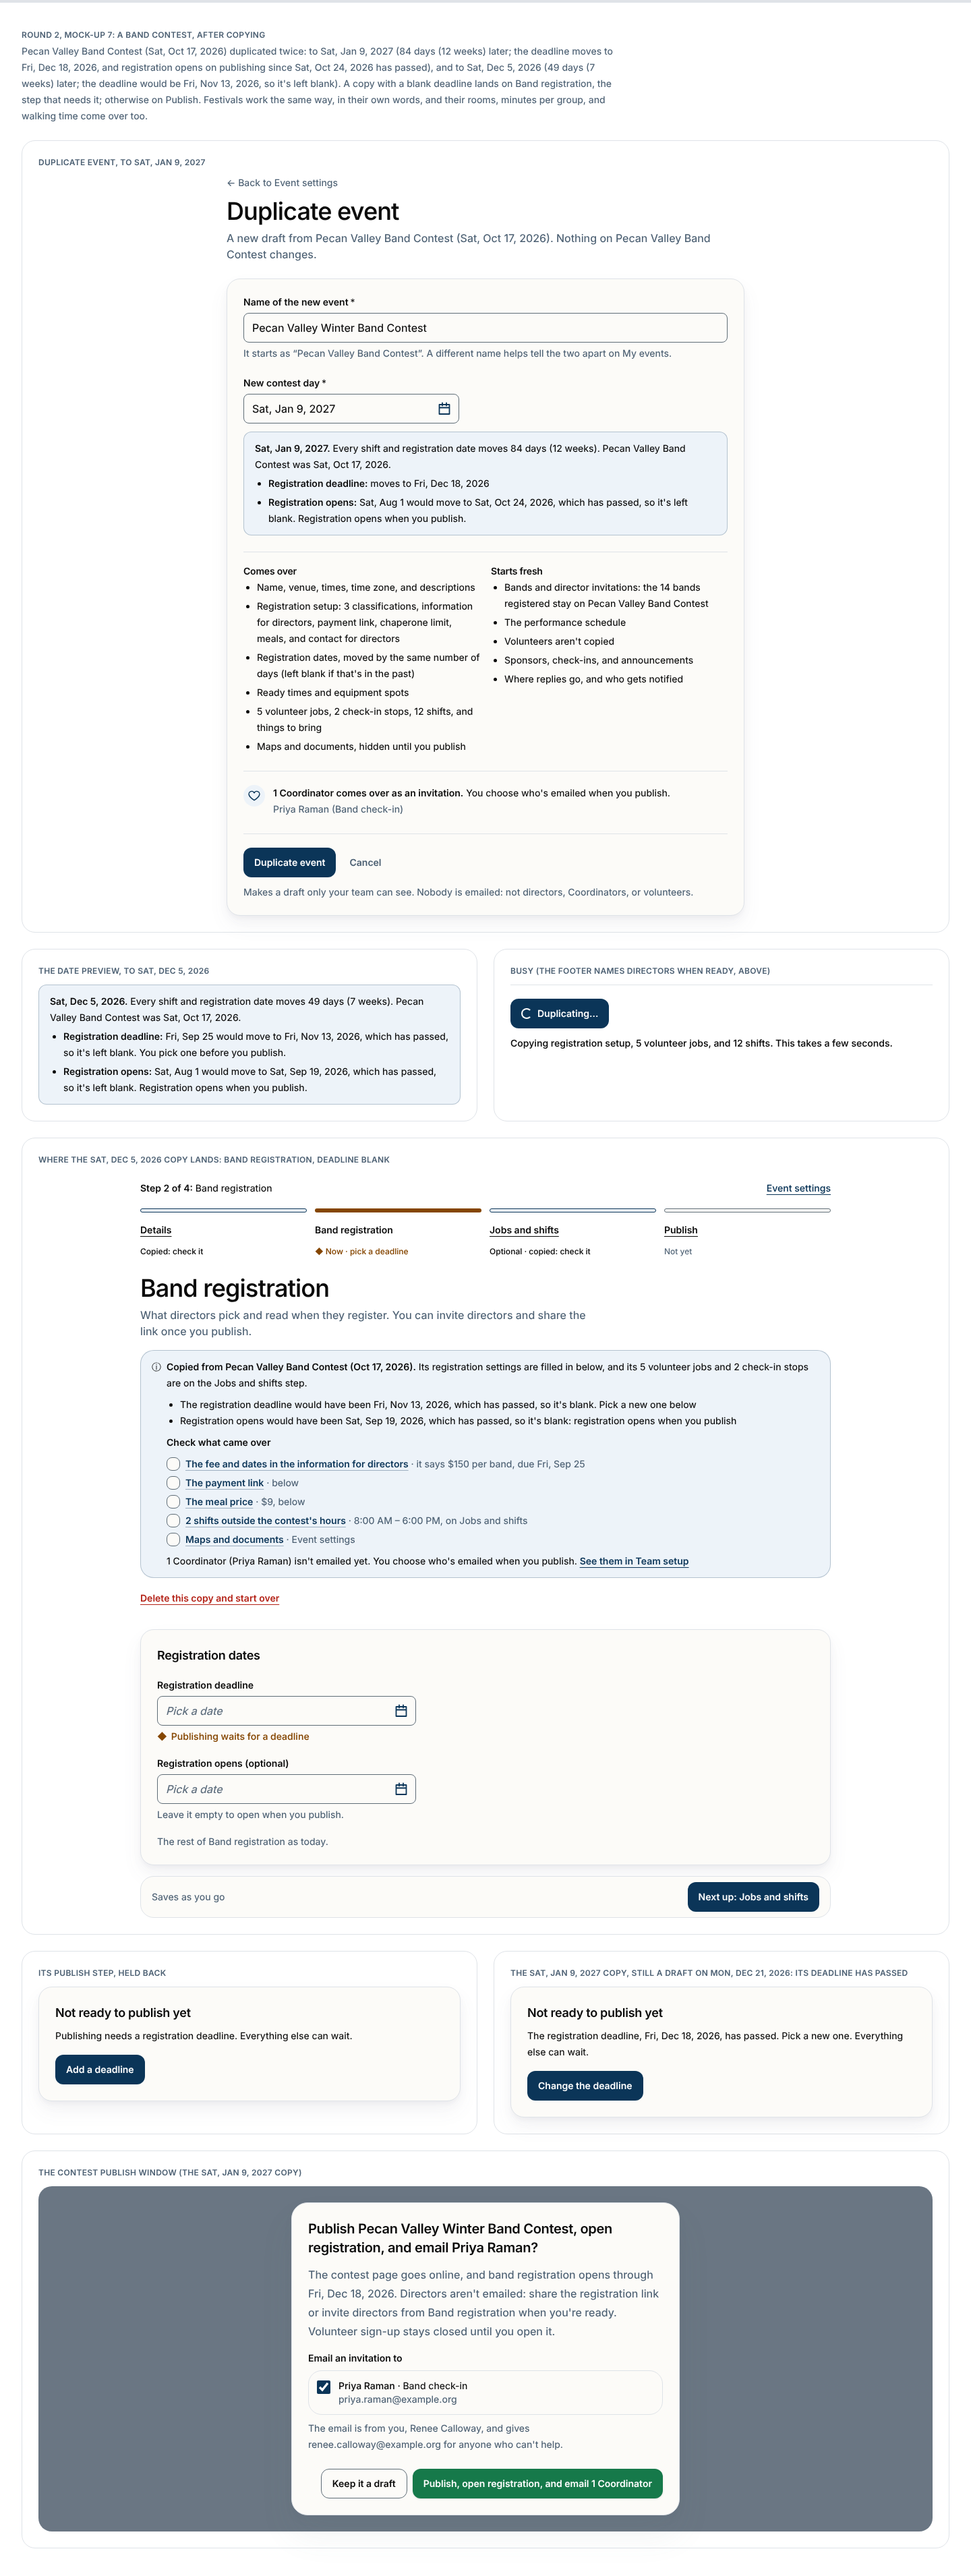 ROUND 2, MOCK-UP 7: A BAND CONTEST, AFTER COPYING
Pecan Valley Band Contest (Sat, Oct 17, 2026) duplicated twice: to Sat, Jan 9, 2027 (84 days (12 weeks) later; the deadline moves to
Fri, Dec 18, 2026, and registration opens on publishing since Sat, Oct 24, 2026 has passed), and to Sat, Dec 5, 2026 (49 days (7
weeks) later; the deadline would be Fri, Nov 13, 2026, so it's left blank). A copy with a blank deadline lands on Band registration, the
step that needs it; otherwise on Publish. Festivals work the same way, in their own words, and their rooms, minutes per group, and
walking time come over too.
DUPLICATE EVENT, TO SAT, JAN 9, 2027
← Back to Event settings
Duplicate event
A new draft from Pecan Valley Band Contest (Sat, Oct 17, 2026). Nothing on Pecan Valley Band
Contest changes.
Name of the new event *
Pecan Valley Winter Band Contest
It starts as “Pecan Valley Band Contest”. A different name helps tell the two apart on My events.
New contest day *
Sat, Jan 9, 2027
Sat, Jan 9, 2027. Every shift and registration date moves 84 days (12 weeks). Pecan Valley Band
Contest was Sat, Oct 17, 2026.
• Registration deadline: moves to Fri, Dec 18, 2026
• Registration opens: Sat, Aug 1 would move to Sat, Oct 24, 2026, which has passed, so it's left
blank. Registration opens when you publish.
Comes over
• Name, venue, times, time zone, and descriptions
• Registration setup: 3 classifications, information
for directors, payment link, chaperone limit,
meals, and contact for directors
• Registration dates, moved by the same number of
days (left blank if that's in the past)
• Ready times and equipment spots
• 5 volunteer jobs, 2 check-in stops, 12 shifts, and
things to bring
• Maps and documents, hidden until you publish
Starts fresh
• Bands and director invitations: the 14 bands
registered stay on Pecan Valley Band Contest
• The performance schedule
• Volunteers aren't copied
• Sponsors, check-ins, and announcements
• Where replies go, and who gets notified
1 Coordinator comes over as an invitation. You choose who's emailed when you publish.
Priya Raman (Band check-in)
Duplicate event
Cancel
Makes a draft only your team can see. Nobody is emailed: not directors, Coordinators, or volunteers.
THE DATE PREVIEW, TO SAT, DEC 5, 2026
Sat, Dec 5, 2026. Every shift and registration date moves 49 days (7 weeks). Pecan
Valley Band Contest was Sat, Oct 17, 2026.
• Registration deadline: Fri, Sep 25 would move to Fri, Nov 13, 2026, which has passed,
so it's left blank. You pick one before you publish.
• Registration opens: Sat, Aug 1 would move to Sat, Sep 19, 2026, which has passed,
so it's left blank. Registration opens when you publish.
BUSY (THE FOOTER NAMES DIRECTORS WHEN READY, ABOVE)
Duplicating…
Copying registration setup, 5 volunteer jobs, and 12 shifts. This takes a few seconds.
WHERE THE SAT, DEC 5, 2026 COPY LANDS: BAND REGISTRATION, DEADLINE BLANK
Step 2 of 4: Band registration
Event settings
Details
Copied: check it
Band registration
◆ Now · pick a deadline
Jobs and shifts
Optional · copied: check it
Publish
Not yet
Band registration
What directors pick and read when they register. You can invite directors and share the
link once you publish.
ⓘ Copied from Pecan Valley Band Contest (Oct 17, 2026). Its registration settings are filled in below, and its 5 volunteer jobs and 2 check-in stops
are on the Jobs and shifts step.
• The registration deadline would have been Fri, Nov 13, 2026, which has passed, so it's blank. Pick a new one below
• Registration opens would have been Sat, Sep 19, 2026, which has passed, so it's blank: registration opens when you publish
Check what came over
The fee and dates in the information for directors · it says $150 per band, due Fri, Sep 25
The payment link · below
The meal price · $9, below
2 shifts outside the contest's hours · 8:00 AM – 6:00 PM, on Jobs and shifts
Maps and documents · Event settings
1 Coordinator (Priya Raman) isn't emailed yet. You choose who's emailed when you publish. See them in Team setup
Delete this copy and start over
Registration dates
Registration deadline
Pick a date
◆ Publishing waits for a deadline
Registration opens (optional)
Pick a date
Leave it empty to open when you publish.
The rest of Band registration as today.
Saves as you go
Next up: Jobs and shifts
ITS PUBLISH STEP, HELD BACK
Not ready to publish yet
Publishing needs a registration deadline. Everything else can wait.
Add a deadline
THE SAT, JAN 9, 2027 COPY, STILL A DRAFT ON MON, DEC 21, 2026: ITS DEADLINE HAS PASSED
Not ready to publish yet
The registration deadline, Fri, Dec 18, 2026, has passed. Pick a new one. Everything
else can wait.
Change the deadline
THE CONTEST PUBLISH WINDOW (THE SAT, JAN 9, 2027 COPY)
Publish Pecan Valley Winter Band Contest, open
registration, and email Priya Raman?
The contest page goes online, and band registration opens through
Fri, Dec 18, 2026. Directors aren't emailed: share the registration link
or invite directors from Band registration when you're ready.
Volunteer sign-up stays closed until you open it.
Email an invitation to
Priya Raman · Band check-in
priya.raman@example.org
The email is from you, Renee Calloway, and gives
renee.calloway@example.org for anyone who can't help.
Keep it a draft
Publish, open registration, and email 1 Coordinator